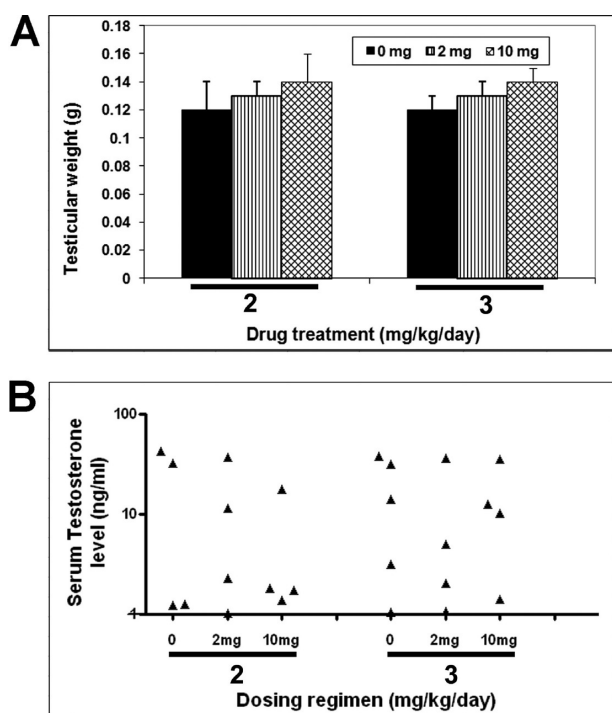 A
0.18
0.16
0.14
0.12
0.1
0.08
0.06
0.04
0.02
0
Testicular weight (g)
0 mg 2 mg 10 mg
2 3
Drug treatment (mg/kg/day)
B
100
10
1
Serum Testosterone
level (ng/ml)
0 2mg 10mg 0 2mg 10mg
2 3
Dosing regimen (mg/kg/day)